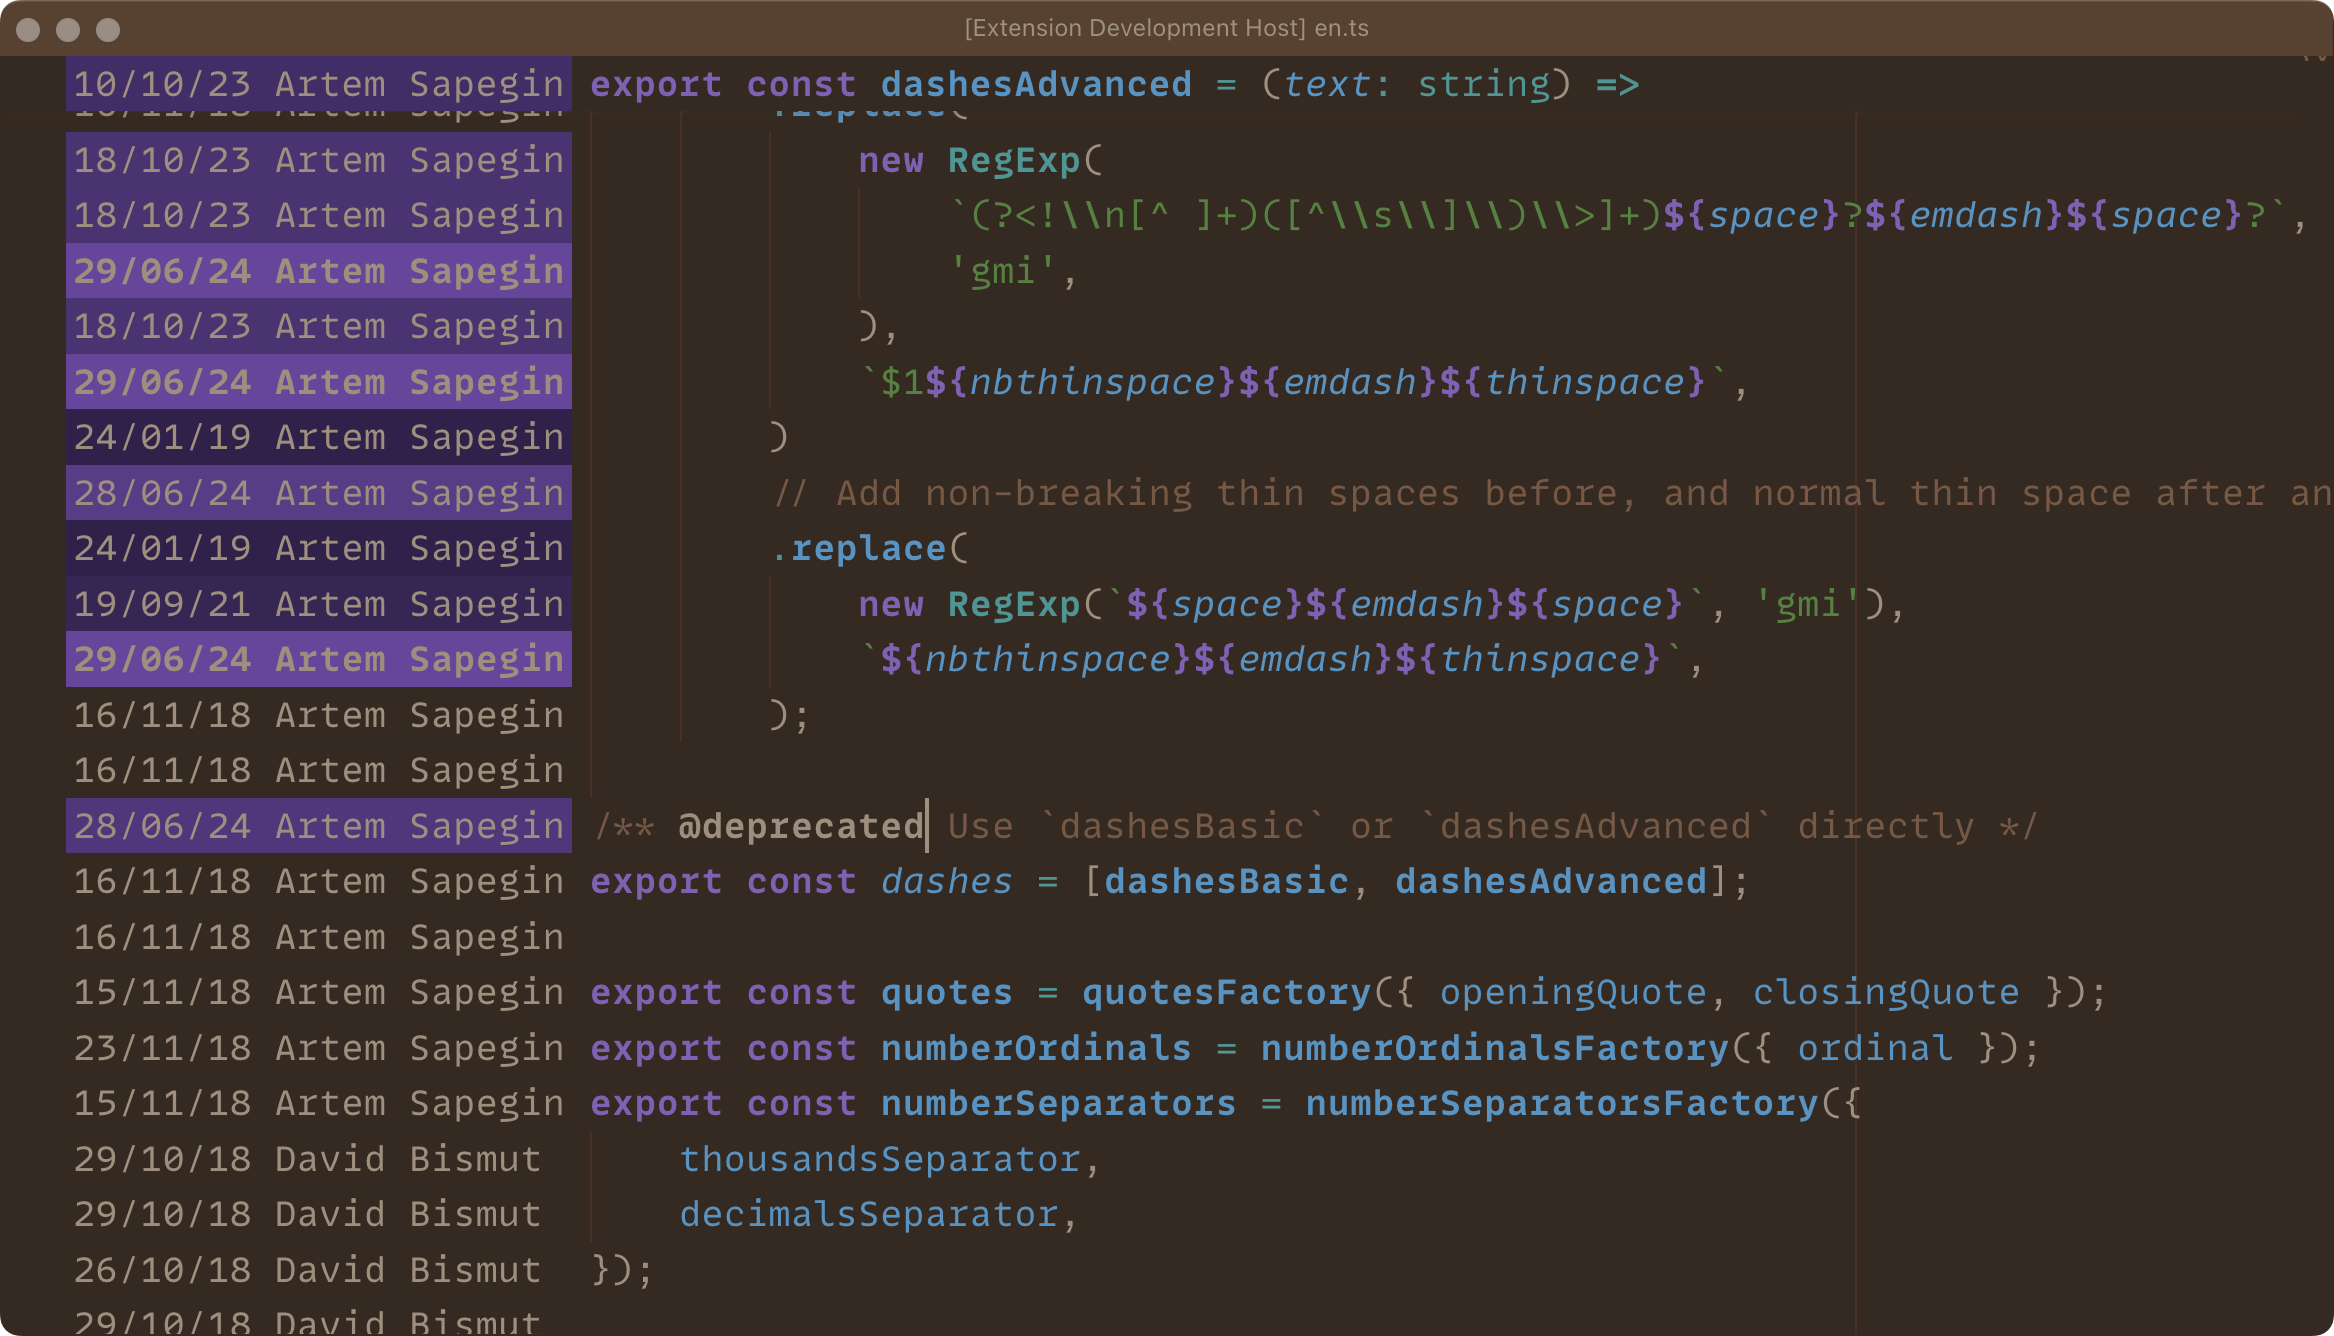 [Extension Development Host] en.ts
10/10/23 Artem Sapegin export const dashesAdvanced = (text: string) =>
16/11/18 Artem Sapegin .replace(
18/10/23 Artem Sapegin new RegExp(
18/10/23 Artem Sapegin `(?<!\\n[^ ]+)([^\\s\\]\\)\\>]+)${space}?${emdash}${space}?`,
29/06/24 Artem Sapegin 'gmi',
18/10/23 Artem Sapegin ),
29/06/24 Artem Sapegin `$1${nbthinspace}${emdash}${thinspace}`,
24/01/19 Artem Sapegin )
28/06/24 Artem Sapegin // Add non-breaking thin spaces before, and normal thin space after an
24/01/19 Artem Sapegin .replace(
19/09/21 Artem Sapegin new RegExp(`${space}${emdash}${space}`, 'gmi'),
29/06/24 Artem Sapegin `${nbthinspace}${emdash}${thinspace}`,
16/11/18 Artem Sapegin );
16/11/18 Artem Sapegin
28/06/24 Artem Sapegin /** @deprecated Use `dashesBasic` or `dashesAdvanced` directly */
16/11/18 Artem Sapegin export const dashes = [dashesBasic, dashesAdvanced];
16/11/18 Artem Sapegin
15/11/18 Artem Sapegin export const quotes = quotesFactory({ openingQuote, closingQuote });
23/11/18 Artem Sapegin export const numberOrdinals = numberOrdinalsFactory({ ordinal });
15/11/18 Artem Sapegin export const numberSeparators = numberSeparatorsFactory({
29/10/18 David Bismut thousandsSeparator,
29/10/18 David Bismut decimalsSeparator,
26/10/18 David Bismut });
29/10/18 David Bismut